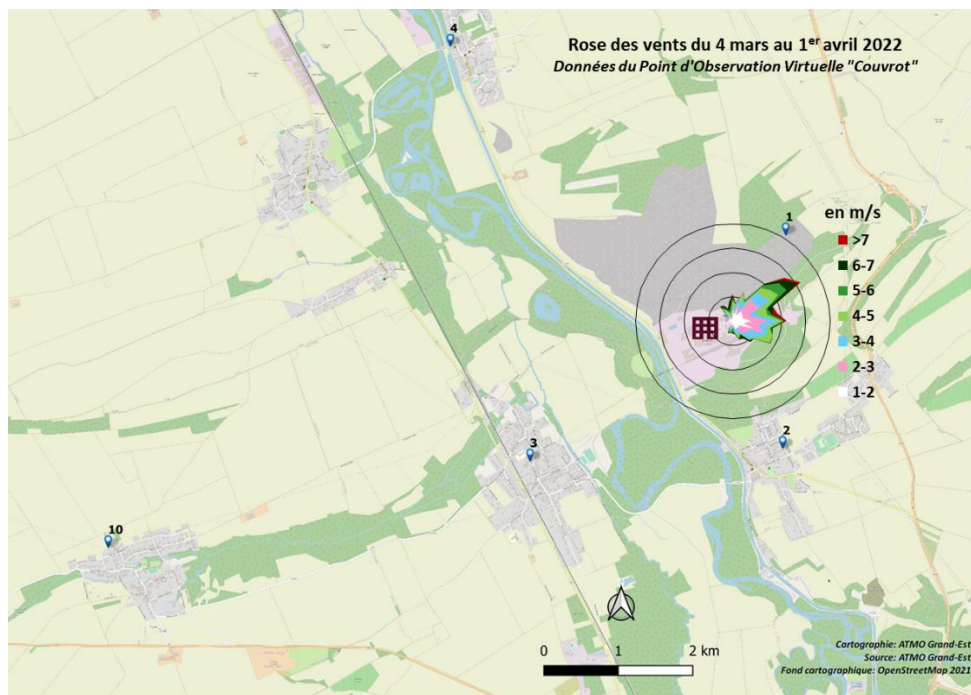 4
Rose des vents du 4 mars au 1er avril 2022
Données du Point d'Observation Virtuelle "Couvrot"
1
en m/s
>7
6-7
5-6
4-5
3-4
2-3
1-2
2
3
10
0 1 2 km
Cartographie: ATMO Grand-Est
Source: ATMO Grand-Est
Fond cartographique: OpenStreetMap 2021